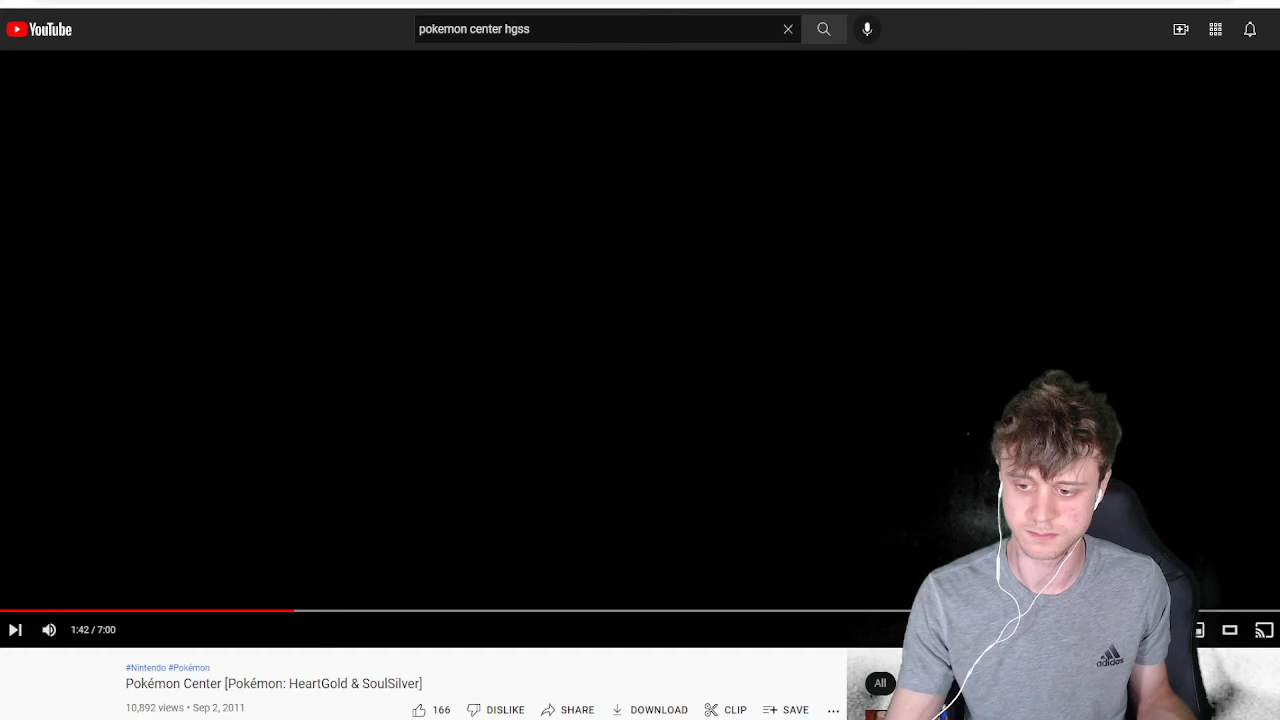 YouTube
pokemon center hgss
1:42 / 7:00
#Nintendo #Pokémon
Pokémon Center [Pokémon: HeartGold & SoulSilver]
10,892 views • Sep 2, 2011
166 DISLIKE SHARE DOWNLOAD CLIP SAVE ...
All
adidas